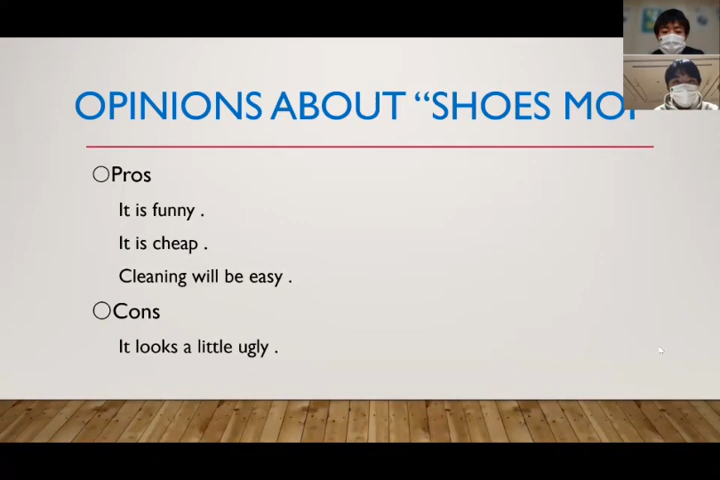 OPINIONS ABOUT “SHOES
○Pros
It is funny .
It is cheap .
Cleaning will be easy .
○Cons
It looks a little ugly .